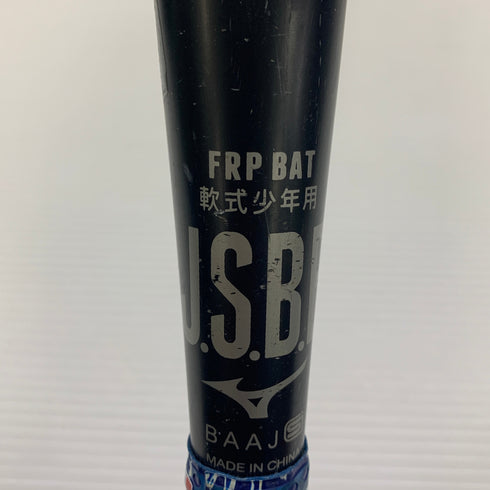 FRP BAT
軟式少年用
J.S.B.B
BAAJ S
MADE IN CHINA